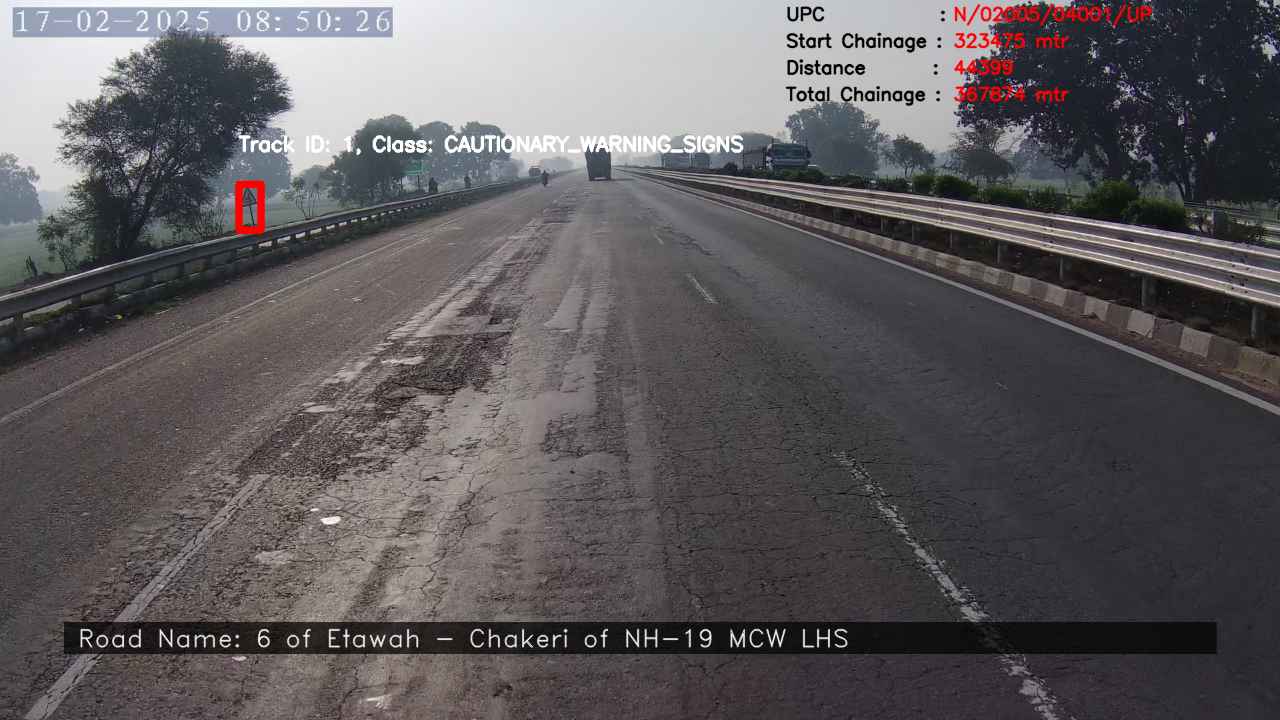 17-02-2025 08:50:26
UPC : N/02005/04001/UP
Start Chainage : 323475 mtr
Distance : 44399
Total Chainage : 367874 mtr
Track ID: 1, Class: CAUTIONARY_WARNING_SIGNS
Road Name: 6 of Etawah - Chakeri of NH-19 MCW LHS